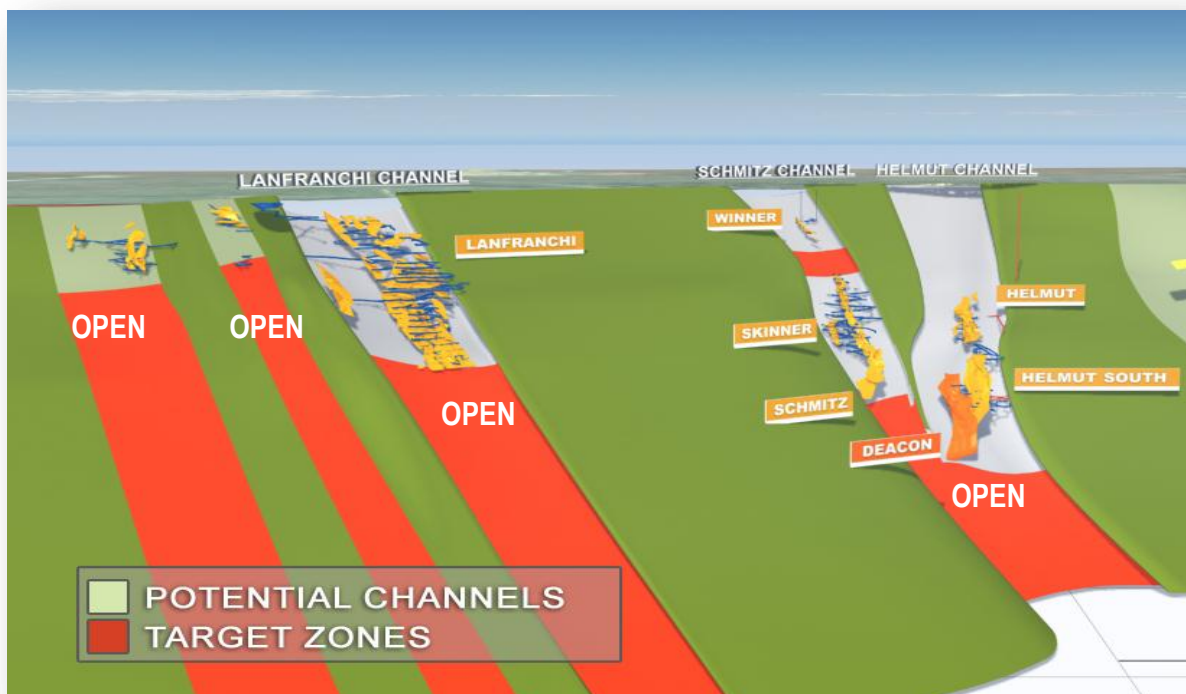 LANFRANCHI CHANNEL
SCHMITZ CHANNEL
HELMUT CHANNEL
WINNER
LANFRANCHI
HELMUT
OPEN
OPEN
SKINNER
HELMUT SOUTH
OPEN
SCHMITZ
DEACON
OPEN
POTENTIAL CHANNELS
TARGET ZONES